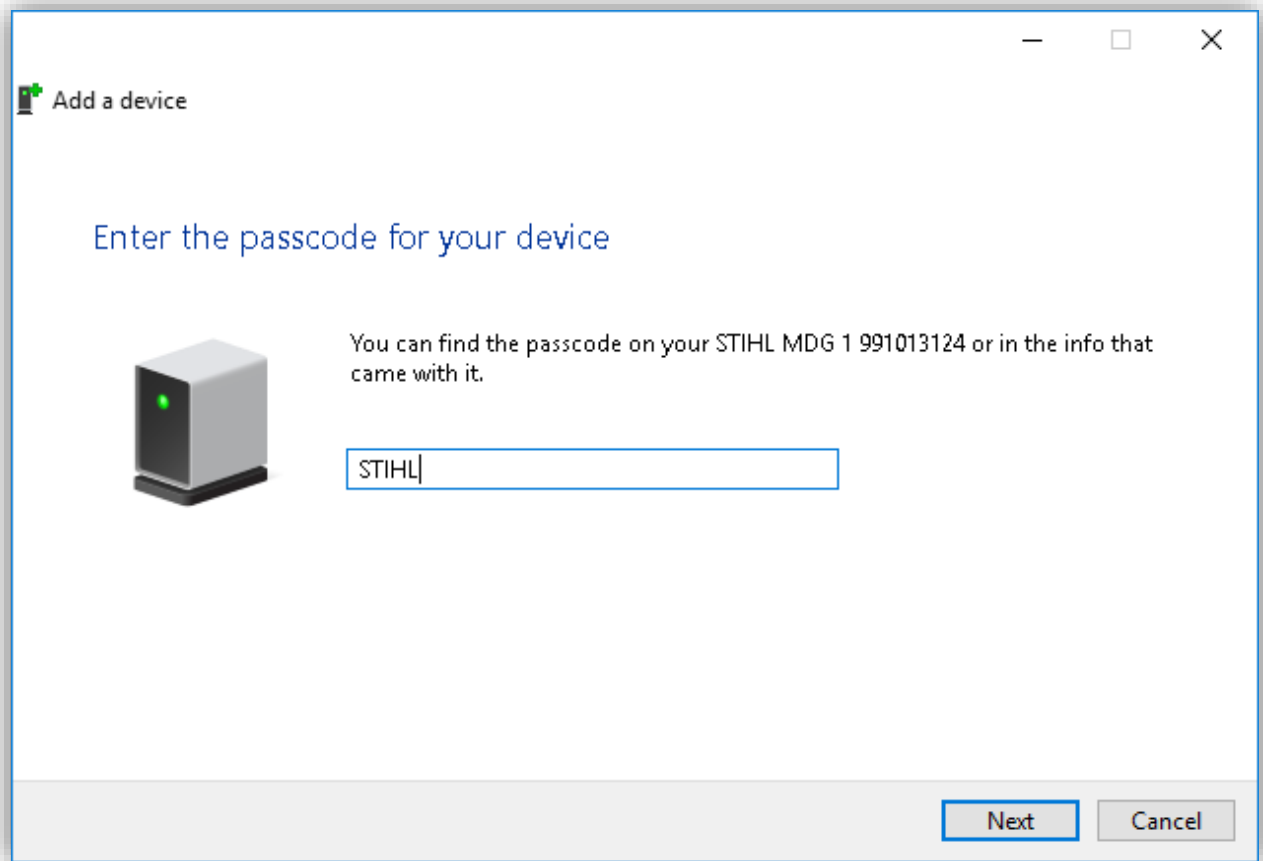 Add a device
Enter the passcode for your device
You can find the passcode on your STIHL MDG 1 991013124 or in the info that
came with it.
STIHL
Next
Cancel